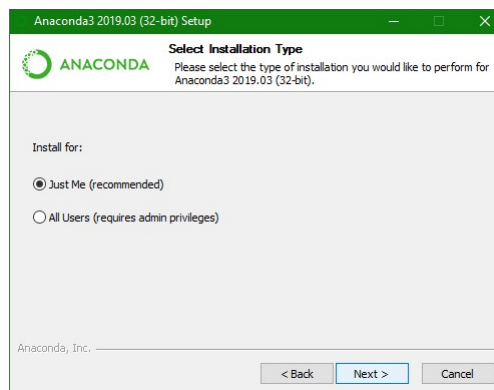 Anaconda3 2019.03 (32-bit) Setup
ANACONDA
Select Installation Type
Please select the type of installation you would like to perform for
Anaconda3 2019.03 (32-bit).
Install for:
Just Me (recommended)
All Users (requires admin privileges)
Anaconda, Inc.
< Back Next > Cancel